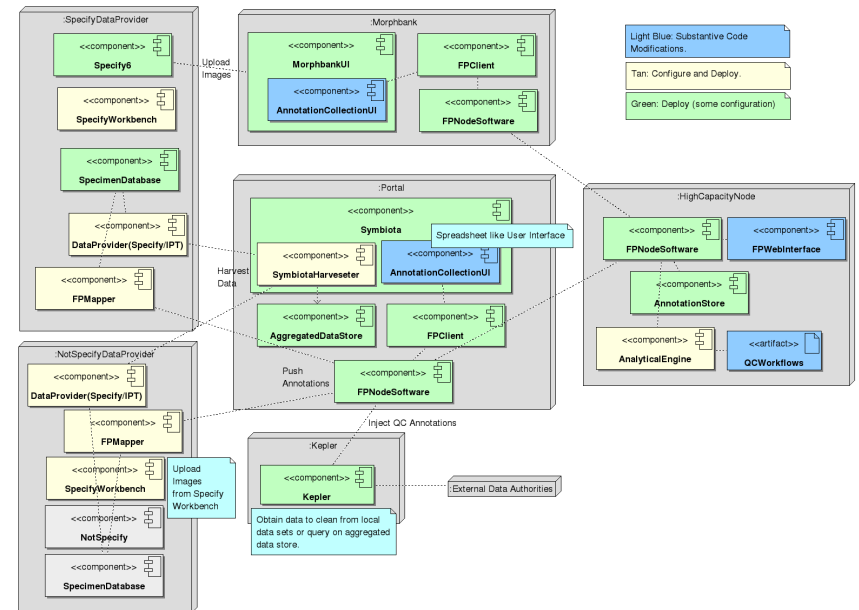 :SpecifyDataProvider
<<component>>
Specify6
<<component>>
SpecifyWorkbench
<<component>>
SpecimenDatabase
<<component>>
DataProvider(Specify/IPT)
<<component>>
FPMapper
Upload
Images
:Morphbank
<<component>>
MorphbankUI
<<component>>
AnnotationCollectionUI
<<component>>
FPClient
<<component>>
FPNodeSoftware
Light Blue: Substantive Code
Modifications.
Tan: Configure and Deploy.
Green: Deploy (some configuration)
:Portal
<<component>>
Symbiota
Spreadsheet like User Interface
<<component>>
SymbiotaHarveseter
<<component>>
AnnotationCollectionUI
Harvest
Data
<<component>>
AggregatedDataStore
<<component>>
FPClient
Push
Annotations
<<component>>
FPNodeSoftware
:HighCapacityNode
<<component>>
FPNodeSoftware
<<component>>
FPWebInterface
<<component>>
AnnotationStore
<<component>>
AnalyticalEngine
<<artifact>>
QCWorkflows
:NotSpecifyDataProvider
<<component>>
DataProvider(Specify/IPT)
<<component>>
FPMapper
<<component>>
SpecifyWorkbench
Upload
Images
from Specify
Workbench
<<component>>
NotSpecify
<<component>>
SpecimenDatabase
Inject QC Annotations
:Kepler
<<component>>
Kepler
:External Data Authorities
Obtain data to clean from local
data sets or query on aggregated
data store.